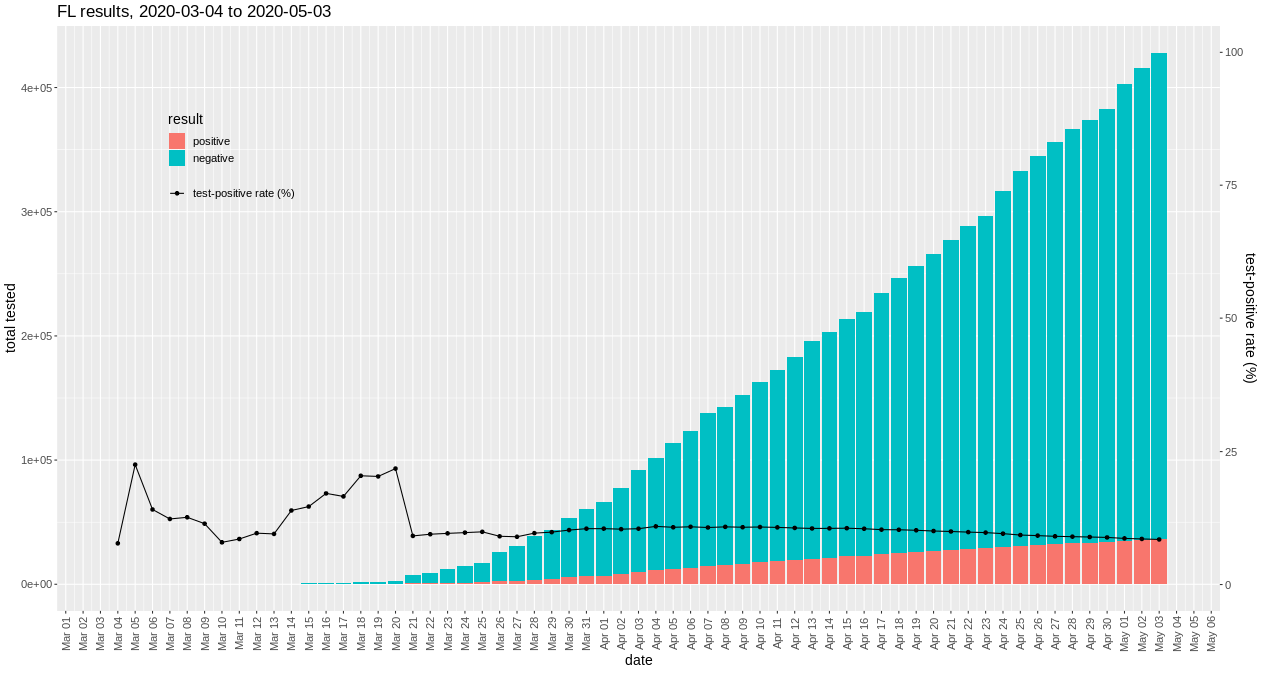 FL results, 2020-03-04 to 2020-05-03
total tested
4e+05
3e+05
2e+05
1e+05
0e+00
result
positive
negative
test-positive rate (%)
100
75
50
25
0
test-positive rate (%)
Mar 01
Mar 02
Mar 03
Mar 04
Mar 05
Mar 06
Mar 07
Mar 08
Mar 09
Mar 10
Mar 11
Mar 12
Mar 13
Mar 14
Mar 15
Mar 16
Mar 17
Mar 18
Mar 19
Mar 20
Mar 21
Mar 22
Mar 23
Mar 24
Mar 25
Mar 26
Mar 27
Mar 28
Mar 29
Mar 30
Mar 31
Apr 01
Apr 02
Apr 03
Apr 04
Apr 05
Apr 06
Apr 07
Apr 08
Apr 09
Apr 10
Apr 11
Apr 12
Apr 13
Apr 14
Apr 15
Apr 16
Apr 17
Apr 18
Apr 19
Apr 20
Apr 21
Apr 22
Apr 23
Apr 24
Apr 25
Apr 26
Apr 27
Apr 28
Apr 29
Apr 30
May 01
May 02
May 03
May 04
May 05
May 06
date